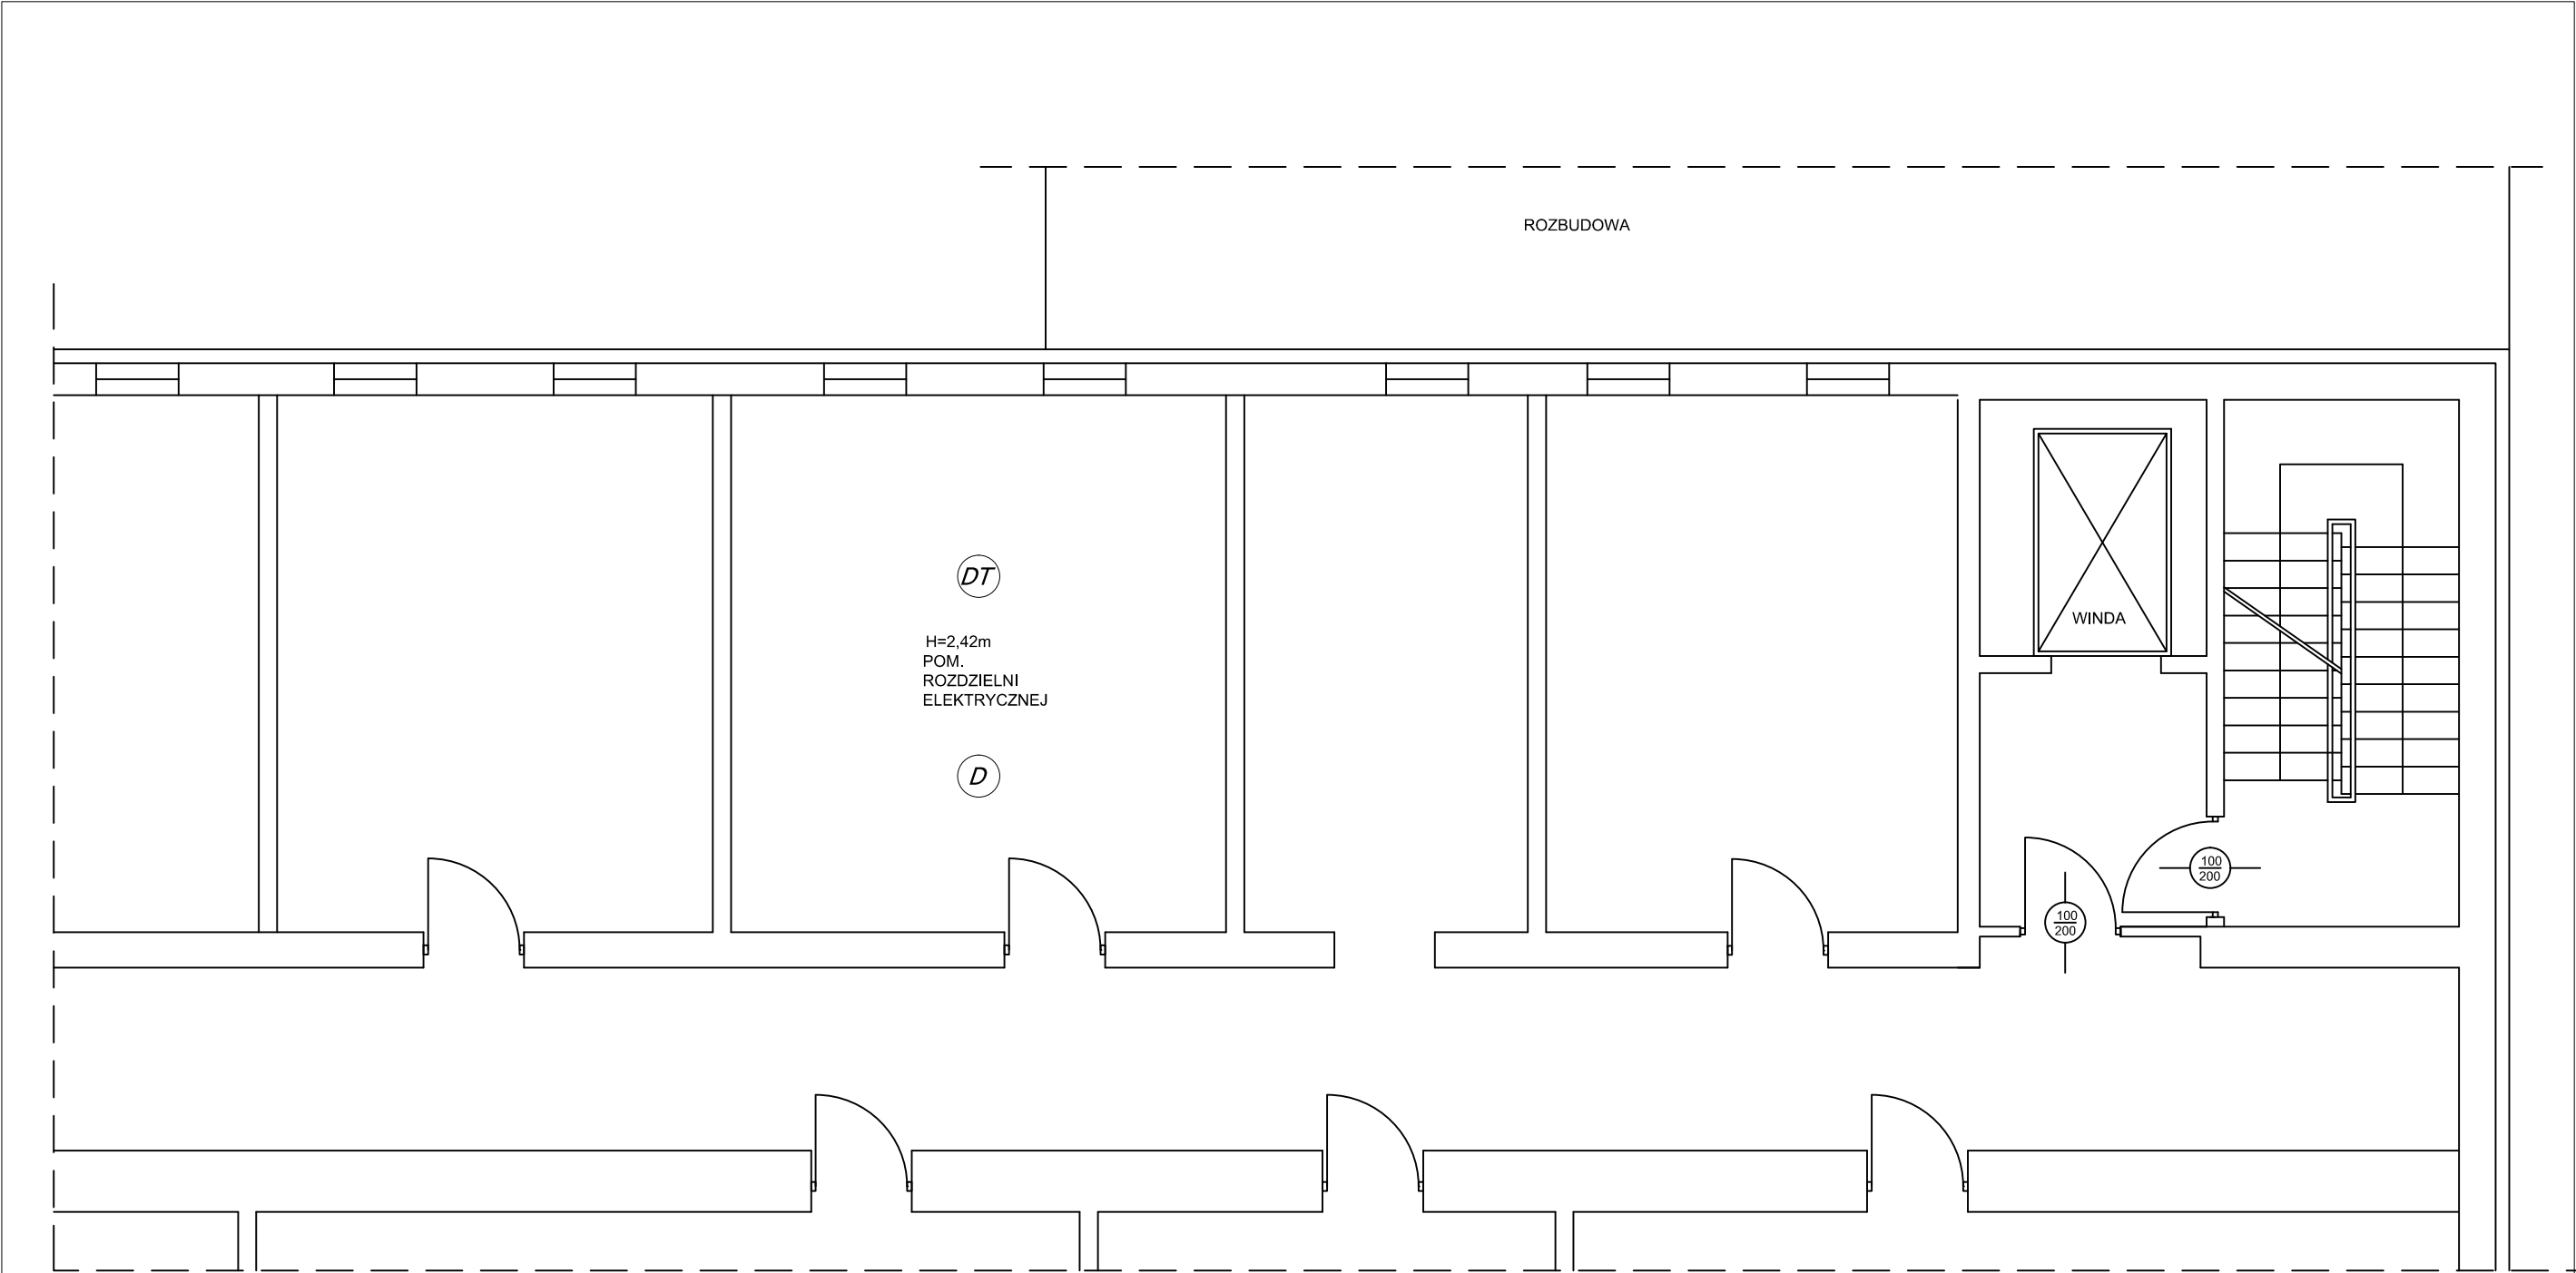 ROZBUDOWA
DT
H=2,42m
POM.
ROZDZIELNI
ELEKTRYCZNEJ
D
WINDA
100
200
100
200